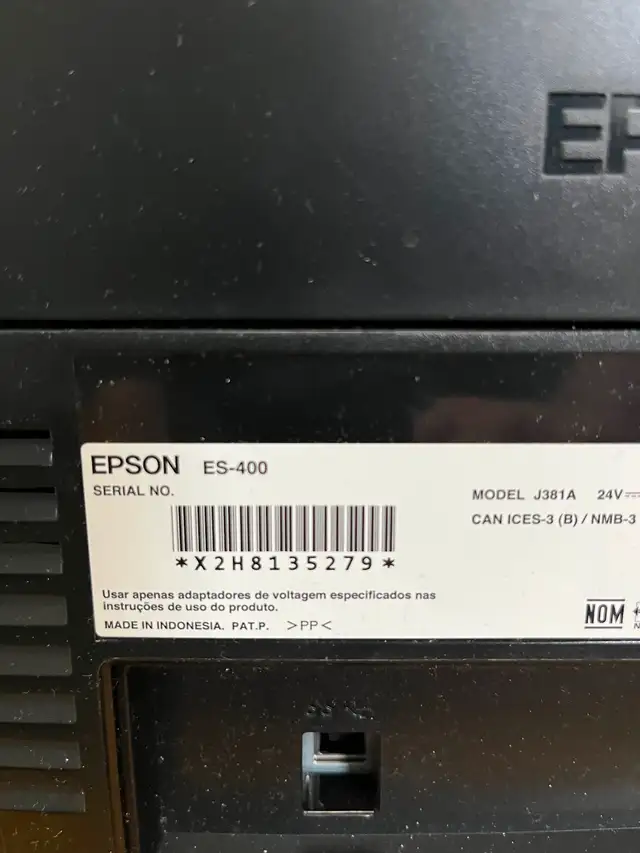 EP
EPSON ES-400
SERIAL NO.
MODEL J381A 24V
CAN ICES-3 (B) / NMB-3
*X2H8135279*
Usar apenas adaptadores de voltagem especificados nas
instruções de uso do produto.
MADE IN INDONESIA. PAT.P. >PP<
NOM